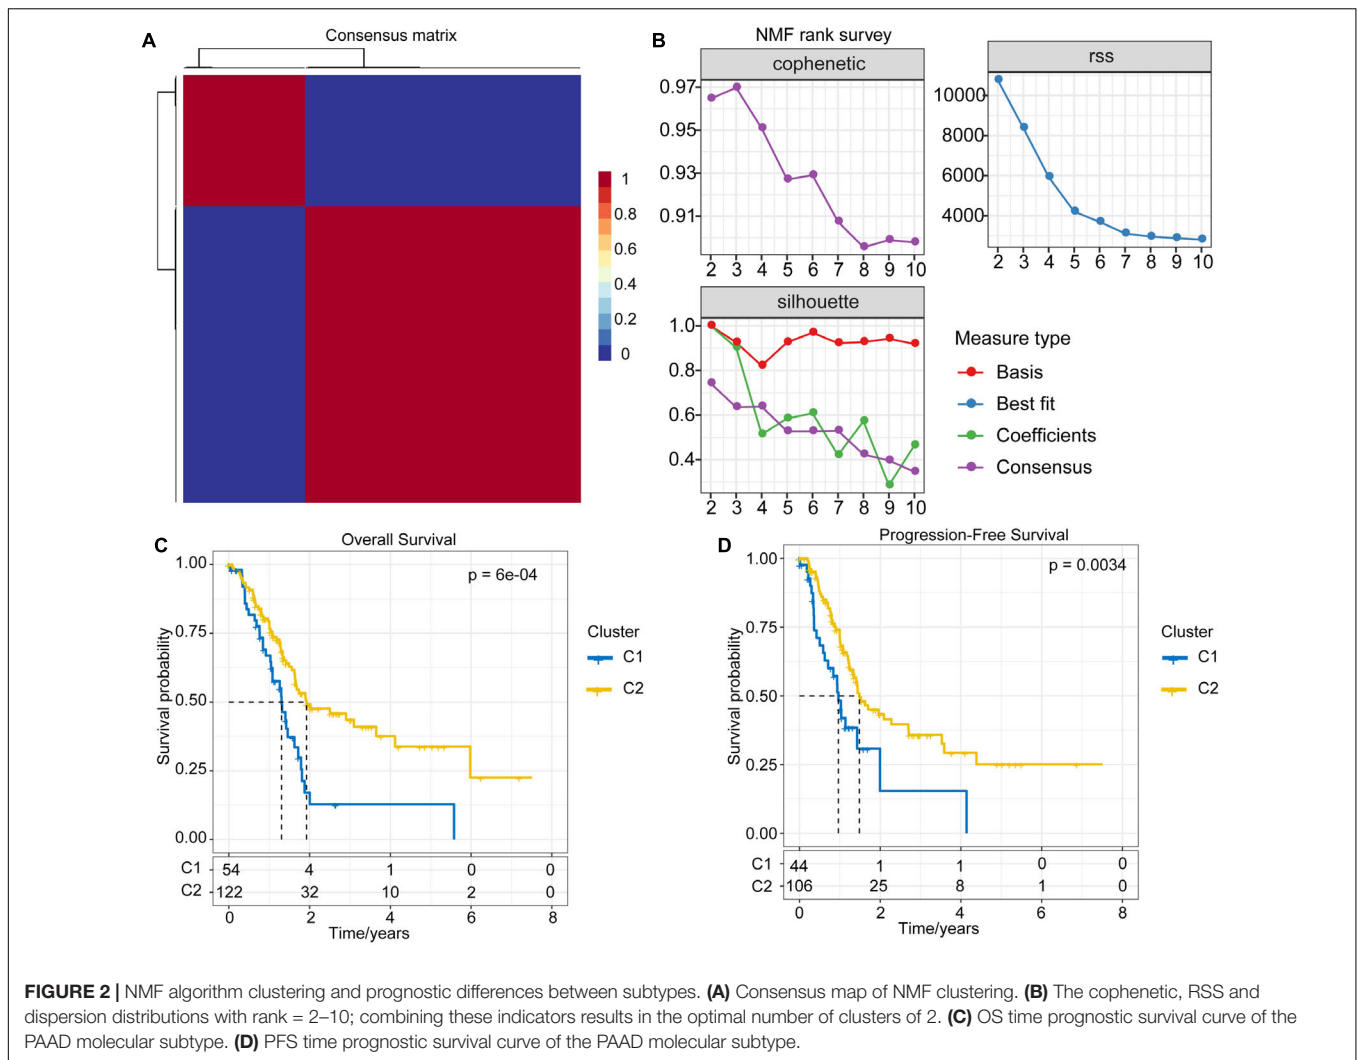 A
Consensus matrix
1
0.8
0.6
0.4
0.2
0
B
NMF rank survey
cophenetic
0.97
0.95
0.93
0.91
2 3 4 5 6 7 8 9 10
rss
10000
8000
6000
4000
2 3 4 5 6 7 8 9 10
silhouette
1.0
0.8
0.6
0.4
2 3 4 5 6 7 8 9 10
Measure type
Basis
Best fit
Coefficients
Consensus
C
Overall Survival
p = 6e-04
Survival probability
1.00
0.75
0.50
0.25
0.00
Cluster
C1
C2
C1 54 4 1 0 0
C2 122 32 10 2 0
0 2 4 6 8
Time/years
D
Progression-Free Survival
p = 0.0034
Survival probability
1.00
0.75
0.50
0.25
0.00
Cluster
C1
C2
C1 44 1 1 0 0
C2 106 25 8 1 0
0 2 4 6 8
Time/years
FIGURE 2 | NMF algorithm clustering and prognostic differences between subtypes. (A) Consensus map of NMF clustering. (B) The cophenetic, RSS and
dispersion distributions with rank = 2–10; combining these indicators results in the optimal number of clusters of 2. (C) OS time prognostic survival curve of the
PAAD molecular subtype. (D) PFS time prognostic survival curve of the PAAD molecular subtype.